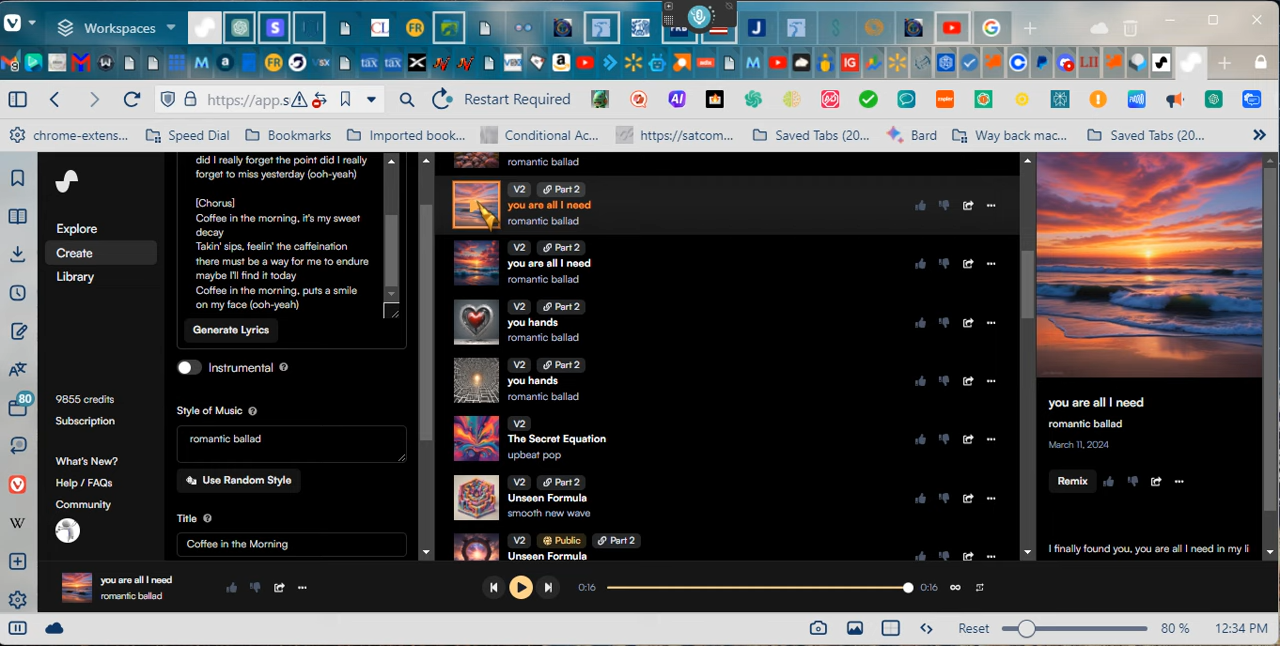 Workspaces
https://app.s
Restart Required
chrome-extens...
Speed Dial
Bookmarks
Imported book...
Conditional Ac...
https://satcom...
Saved Tabs (20...
Bard
Way back mac...
Saved Tabs (20...
80
Explore
Create
Library
9855 credits
Subscription
What's New?
Help / FAQs
Community
did I really forget the point did I really
forget to miss yesterday (ooh-yeah)
[Chorus]
Coffee in the morning, it's my sweet
decay
Takin' sips, feelin' the caffeination
there must be a way for me to endure
maybe I'll find it today
Coffee in the morning, puts a smile
on my face (ooh-yeah)
Generate Lyrics
Instrumental
Style of Music
romantic ballad
Use Random Style
Title
Coffee in the Morning
romantic ballad
V2 Part 2
you are all I need
romantic ballad
V2 Part 2
you are all I need
romantic ballad
V2 Part 2
you hands
romantic ballad
V2 Part 2
you hands
romantic ballad
V2
The Secret Equation
upbeat pop
V2 Part 2
Unseen Formula
smooth new wave
V2 Public Part 2
Unseen Formula
you are all I need
romantic ballad
March 11, 2024
Remix
I finally found you, you are all I need in my li
you are all I need
romantic ballad
0:16
0:16
Reset
80 %
12:34 PM